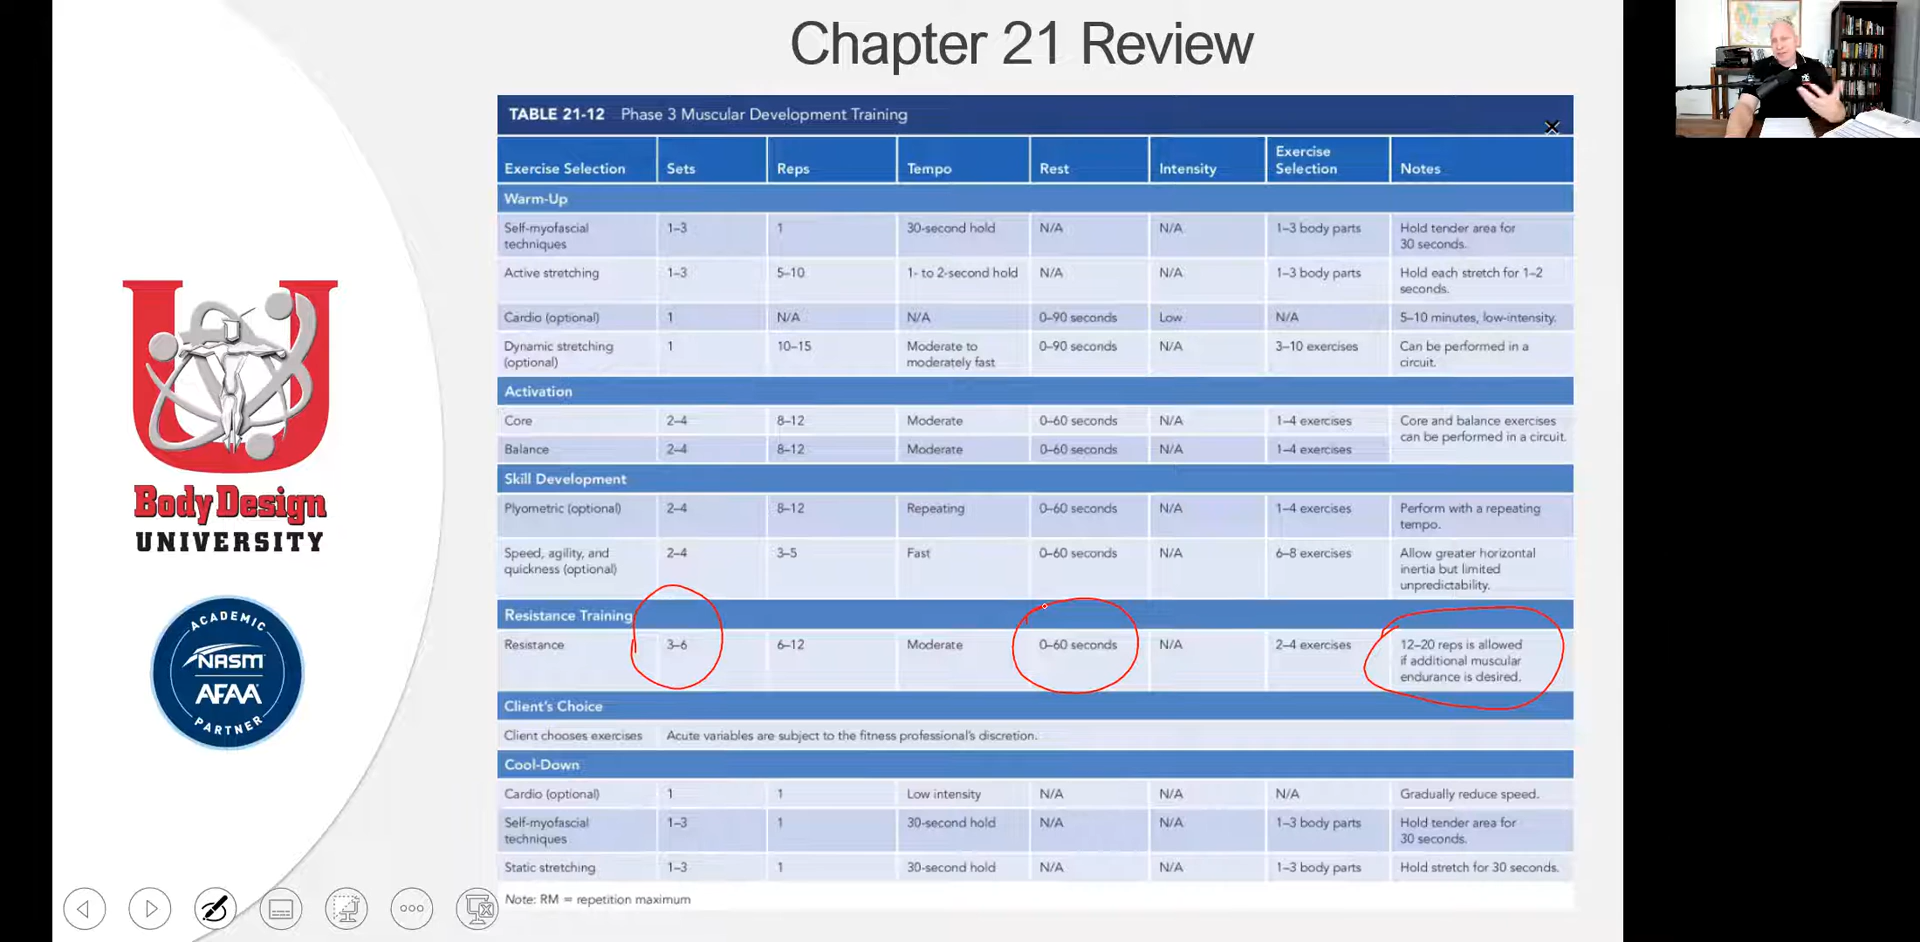 Chapter 21 Review
TABLE 21-12 Phase 3 Muscular Development Training
Exercise Selection Sets Reps Tempo Rest Intensity Exercise Selection Notes
Warm-Up
Self-myofascial techniques 1–3 1 30-second hold N/A N/A 1–3 body parts Hold tender area for 30 seconds.
Active stretching 1–3 5–10 1- to 2-second hold N/A N/A 1–3 body parts Hold each stretch for 1–2 seconds.
Cardio (optional) 1 N/A N/A 0–90 seconds Low N/A 5–10 minutes, low-intensity.
Dynamic stretching (optional) 1 10–15 Moderate to moderately fast 0–90 seconds N/A 3–10 exercises Can be performed in a circuit.
Activation
Core 2–4 8–12 Moderate 0–60 seconds N/A 1–4 exercises Core and balance exercises can be performed in a circuit.
Balance 2–4 8–12 Moderate 0–60 seconds N/A 1–4 exercises
Skill Development
Plyometric (optional) 2–4 8–12 Repeating 0–60 seconds N/A 1–4 exercises Perform with a repeating tempo.
Speed, agility, and quickness (optional) 2–4 3–5 Fast 0–60 seconds N/A 6–8 exercises Allow greater horizontal inertia but limited unpredictability.
Resistance Training
Resistance 3–6 6–12 Moderate 0–60 seconds N/A 2–4 exercises 12–20 reps is allowed if additional muscular endurance is desired.
Client's Choice
Client chooses exercises Acute variables are subject to the fitness professional's discretion.
Cool-Down
Cardio (optional) 1 1 Low intensity N/A N/A N/A Gradually reduce speed.
Self-myofascial techniques 1–3 1 30-second hold N/A N/A 1–3 body parts Hold tender area for 30 seconds.
Static stretching 1–3 1 30-second hold N/A N/A 1–3 body parts Hold stretch for 30 seconds.
Note: RM = repetition maximum
U
Body Design
UNIVERSITY
ACADEMIC
NASM
AFAA
PARTNER